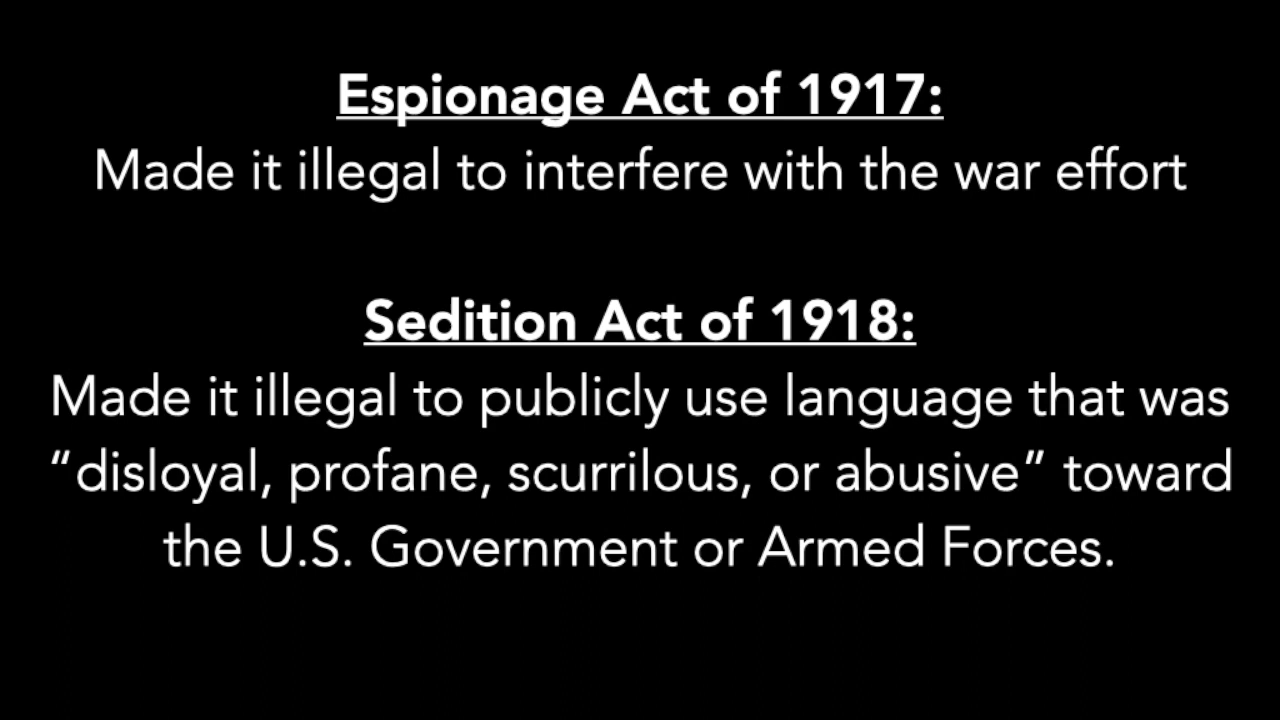 Espionage Act of 1917:
Made it illegal to interfere with the war effort
Sedition Act of 1918:
Made it illegal to publicly use language that was
“disloyal, profane, scurrilous, or abusive” toward
the U.S. Government or Armed Forces.